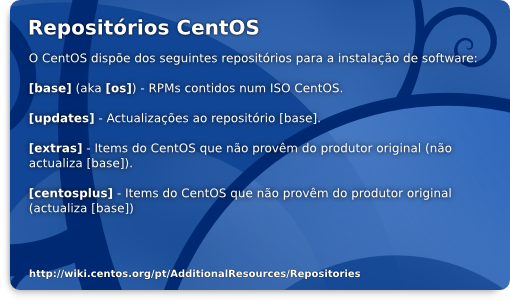 Repositórios CentOS
O CentOS dispõe dos seguintes repositórios para a instalação de software:
[base] (aka [os]) - RPMs contidos num ISO CentOS.
[updates] - Actualizações ao repositório [base].
[extras] - Items do CentOS que não provêm do produtor original (não
actualiza [base]).
[centosplus] - Items do CentOS que não provêm do produtor original
(actualiza [base])
http://wiki.centos.org/pt/AdditionalResources/Repositories